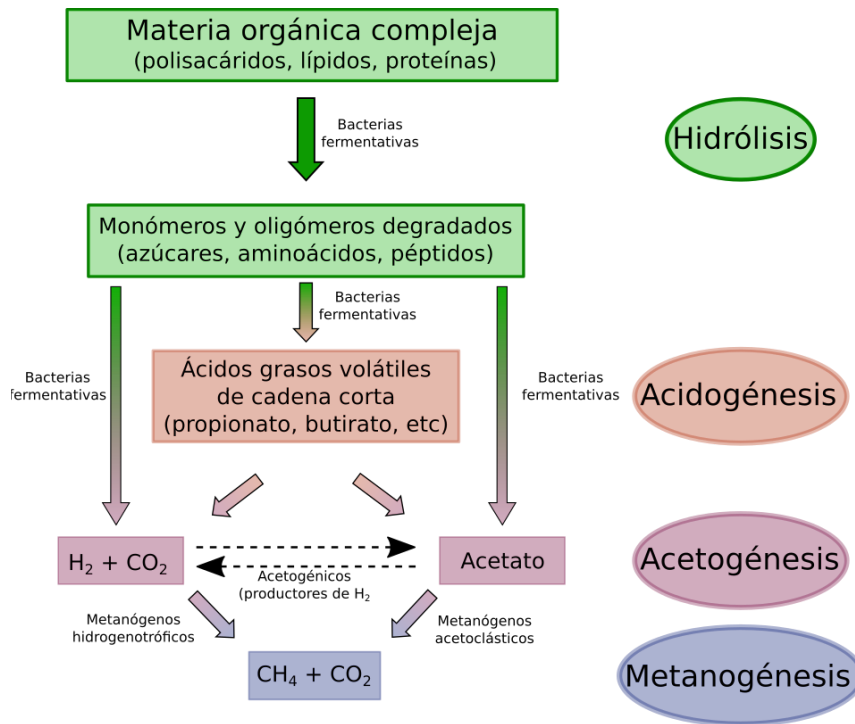 Materia orgánica compleja
(polisacáridos, lípidos, proteínas)
Bacterias
fermentativas
Hidrólisis
Monómeros y oligómeros degradados
(azúcares, aminoácidos, péptidos)
Bacterias
fermentativas
Bacterias
fermentativas
Ácidos grasos volátiles
de cadena corta
(propionato, butirato, etc)
Bacterias
fermentativas
Acidogénesis
H₂ + CO₂
Acetogénicos
(productores de H₂
Acetato
Acetogénesis
Metanógenos
hidrogenotróficos
Metanógenos
acetoclásticos
CH₄ + CO₂
Metanogénesis